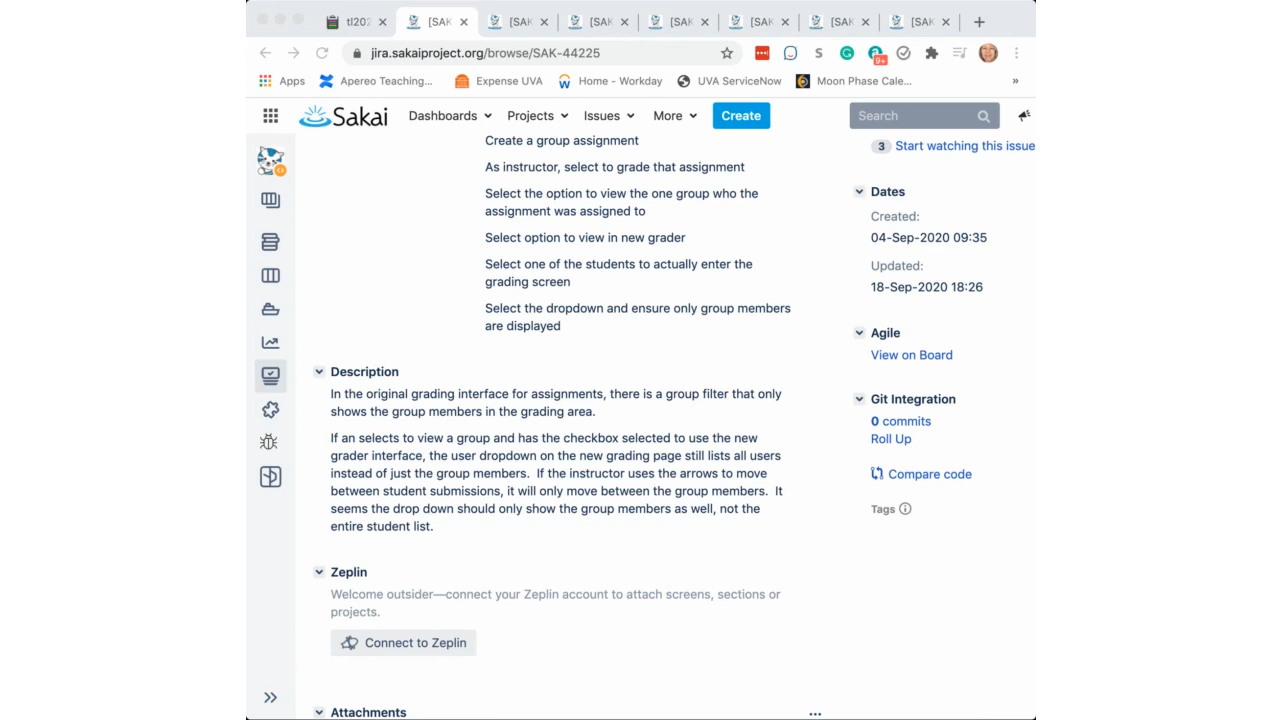 tl202
[SAK
[SAK
[SAK
[SAK
[SAK
[SAK
[SAK
jira.sakaiproject.org/browse/SAK-44225
S
9+
Apps
Apereo Teaching...
Expense UVA
Home - Workday
UVA ServiceNow
Moon Phase Cale...
»
Sakai
Dashboards
Projects
Issues
More
Create
Search
Create a group assignment
As instructor, select to grade that assignment
Select the option to view the one group who the
assignment was assigned to
Select option to view in new grader
Select one of the students to actually enter the
grading screen
Select the dropdown and ensure only group members
are displayed
Description
In the original grading interface for assignments, there is a group filter that only
shows the group members in the grading area.
If an selects to view a group and has the checkbox selected to use the new
grader interface, the user dropdown on the new grading page still lists all users
instead of just the group members.  If the instructor uses the arrows to move
between student submissions, it will only move between the group members.  It
seems the drop down should only show the group members as well, not the
entire student list.
Zeplin
Welcome outsider—connect your Zeplin account to attach screens, sections or
projects.
Connect to Zeplin
Attachments
3 Start watching this issue
Dates
Created:
04-Sep-2020 09:35
Updated:
18-Sep-2020 18:26
Agile
View on Board
Git Integration
0 commits
Roll Up
Compare code
Tags